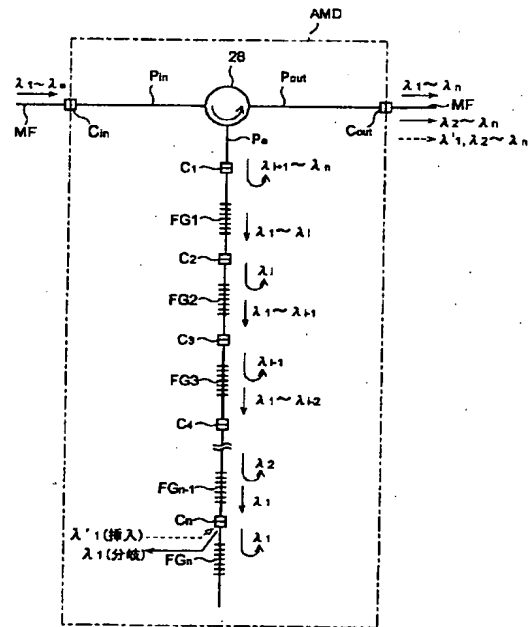 AMD
28
λ1～λn
Pin
Pout
λ1～λn
MF
Cin
Cout
MF
λ2～λn
λ'1, λ2～λn
Pa
C1
λi+1～λn
FG1
λ1～λi
C2
λi
FG2
λ1～λi-1
C3
λi-1
FG3
λ1～λi-2
C4
λ2
FGn-1
λ1
Cn
λ'1(挿入)
λ1
λ1(分岐)
FGn